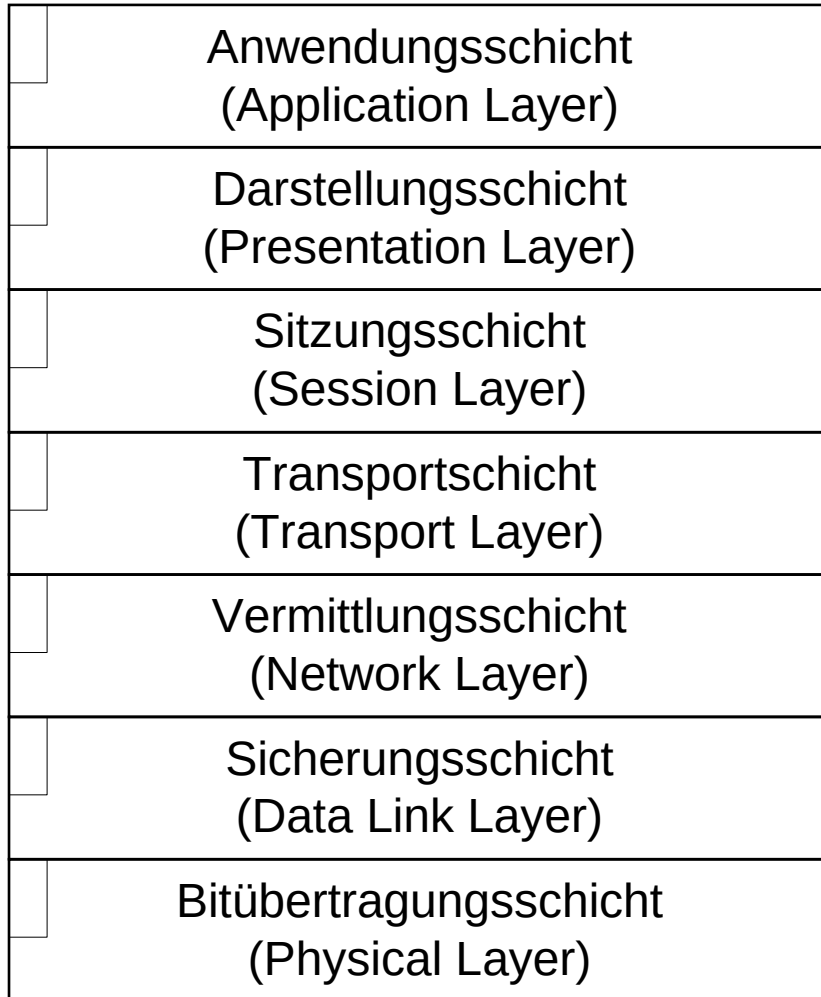 Anwendungsschicht
(Application Layer)
Darstellungsschicht
(Presentation Layer)
Sitzungsschicht
(Session Layer)
Transportschicht
(Transport Layer)
Vermittlungsschicht
(Network Layer)
Sicherungsschicht
(Data Link Layer)
Bitübertragungsschicht
(Physical Layer)